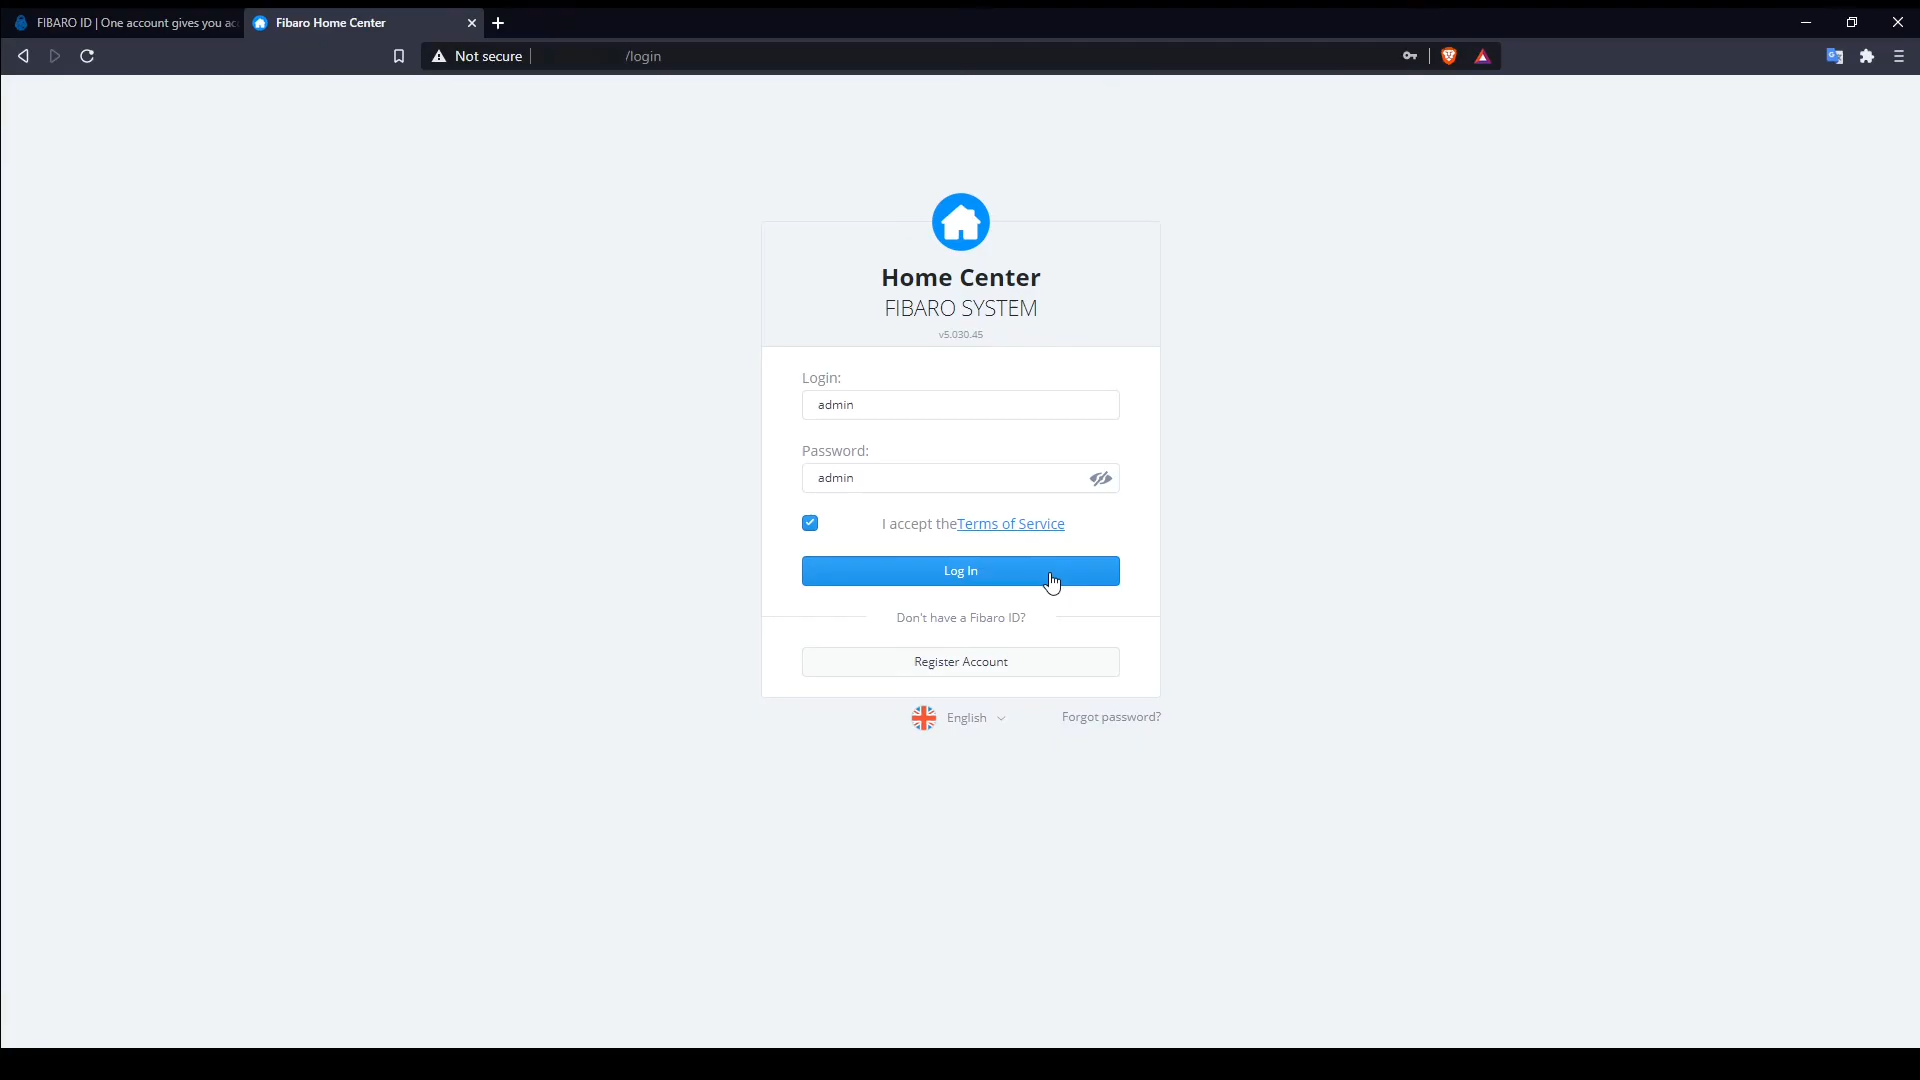 FIBARO ID | One account gives you ac
Fibaro Home Center
Not secure
/login
Home Center
FIBARO SYSTEM
v5.030.45
Login:
admin
Password:
admin
I accept theTerms of Service
Log In
Don't have a Fibaro ID?
Register Account
English
Forgot password?